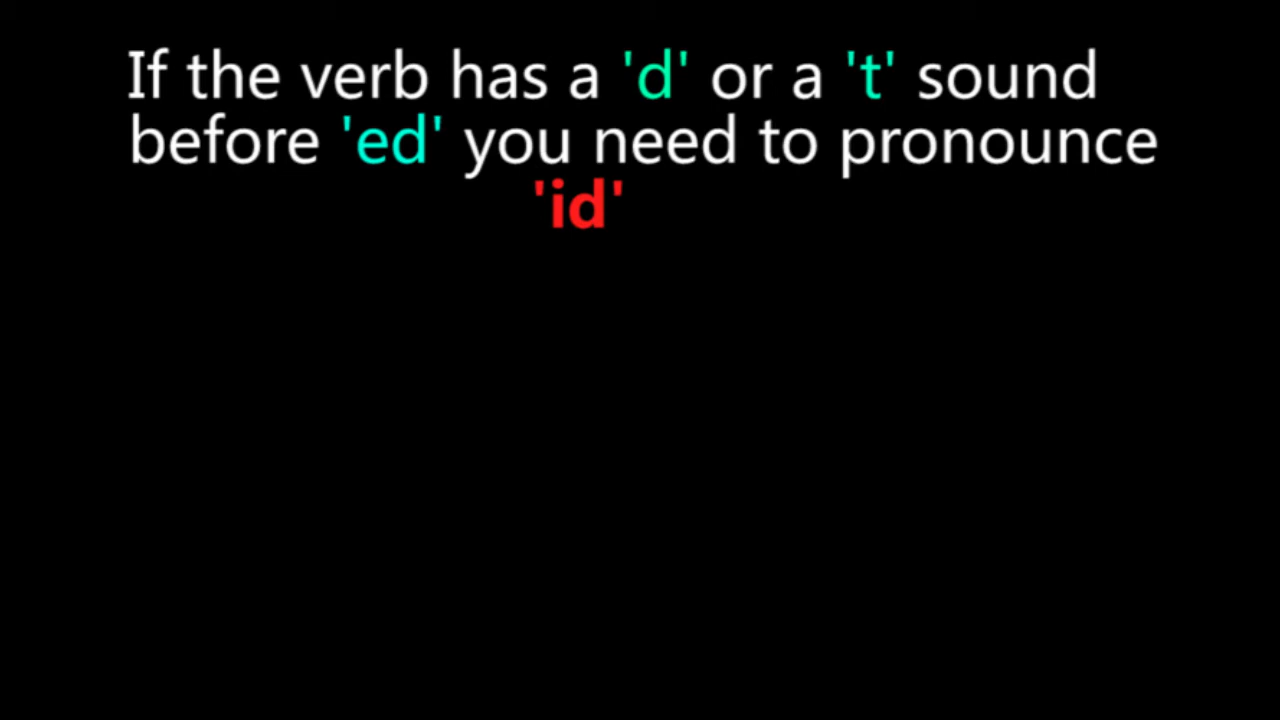 If the verb has a 'd' or a 't' sound
before 'ed' you need to pronounce
'id'